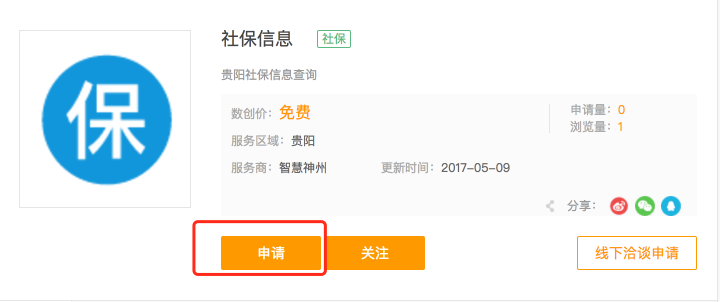 保
社保信息 社保
贵阳社保信息查询
数创价： 免费
申请量： 0
浏览量： 1
服务区域： 贵阳
服务商： 智慧神州 更新时间： 2017-05-09
分享：
申请 关注 线下洽谈申请